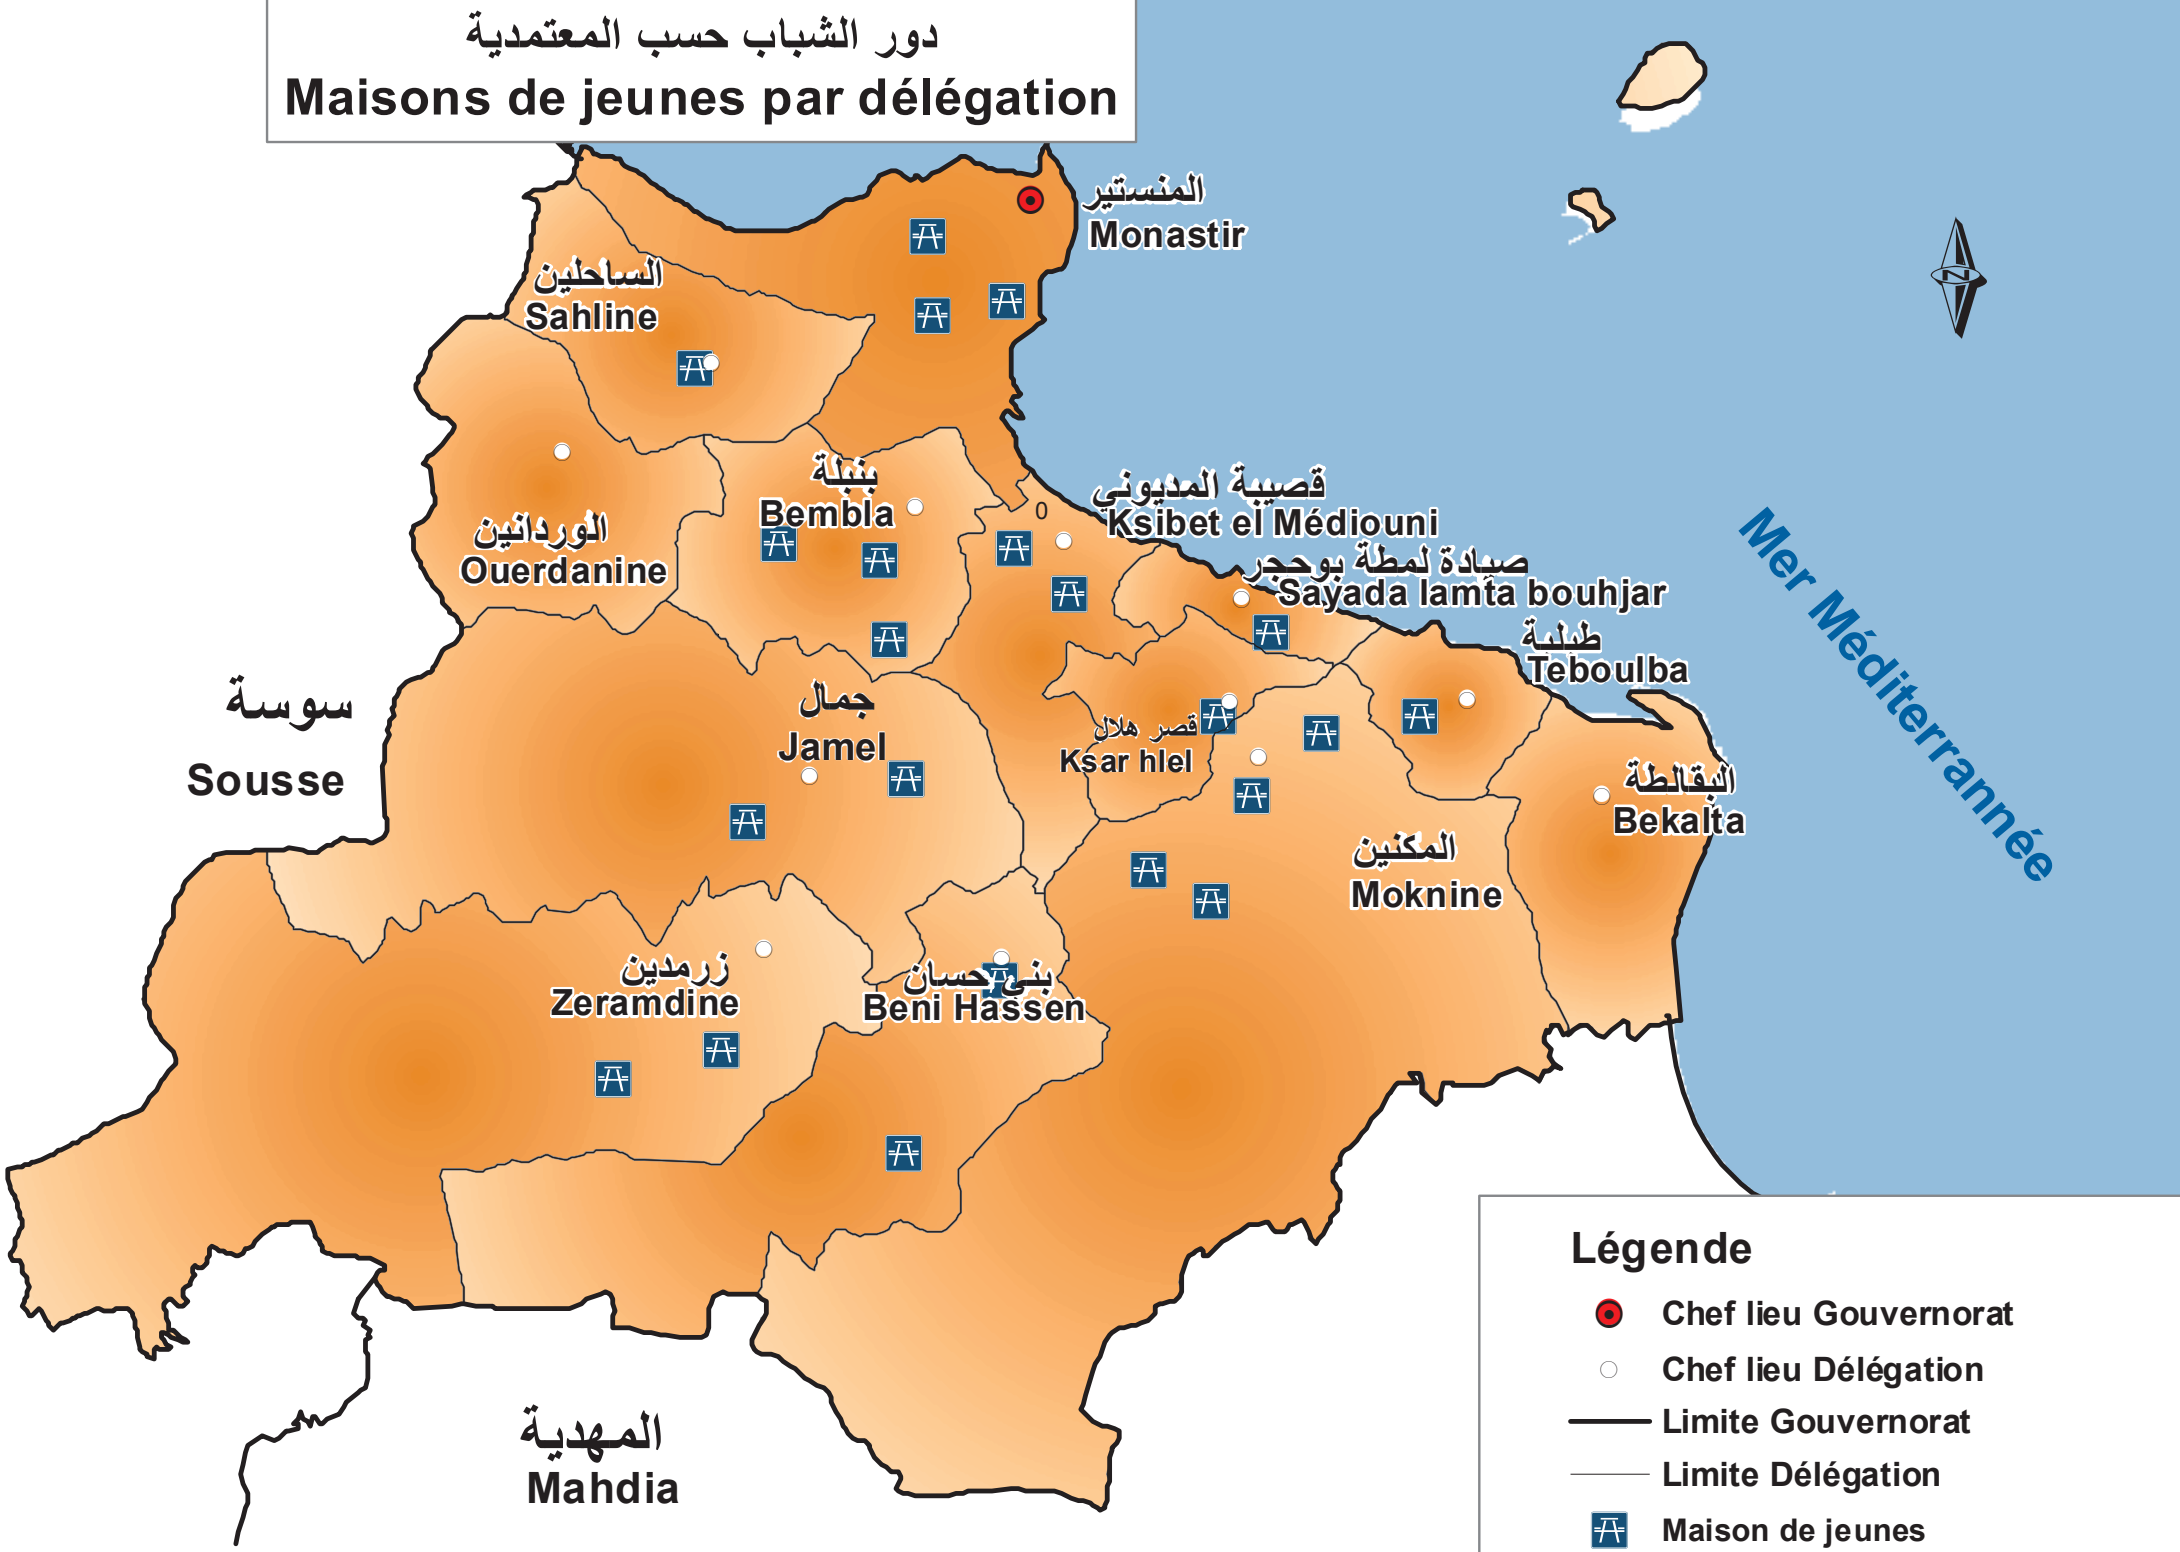 دور الشباب حسب المعتمدية
Maisons de jeunes par délégation
المنستير
Monastir
الساحلين
Sahline
بنبلة
Bembla
0
قصيبة المديوني
Ksibet el Médiouni
الوردانين
Ouerdanine
صيادة لمطة بوحجر
Sayada lamta bouhjar
طبلبة
Teboulba
Mer Méditerrannée
سوسة
Sousse
جمال
Jamel
قصر هلال
Ksar hlel
البقالطة
Bekalta
المكنين
Moknine
زرمدين
Zeramdine
بني حسان
Beni Hassen
المهدية
Mahdia
N
Légende
Chef lieu Gouvernorat
Chef lieu Délégation
Limite Gouvernorat
Limite Délégation
Maison de jeunes